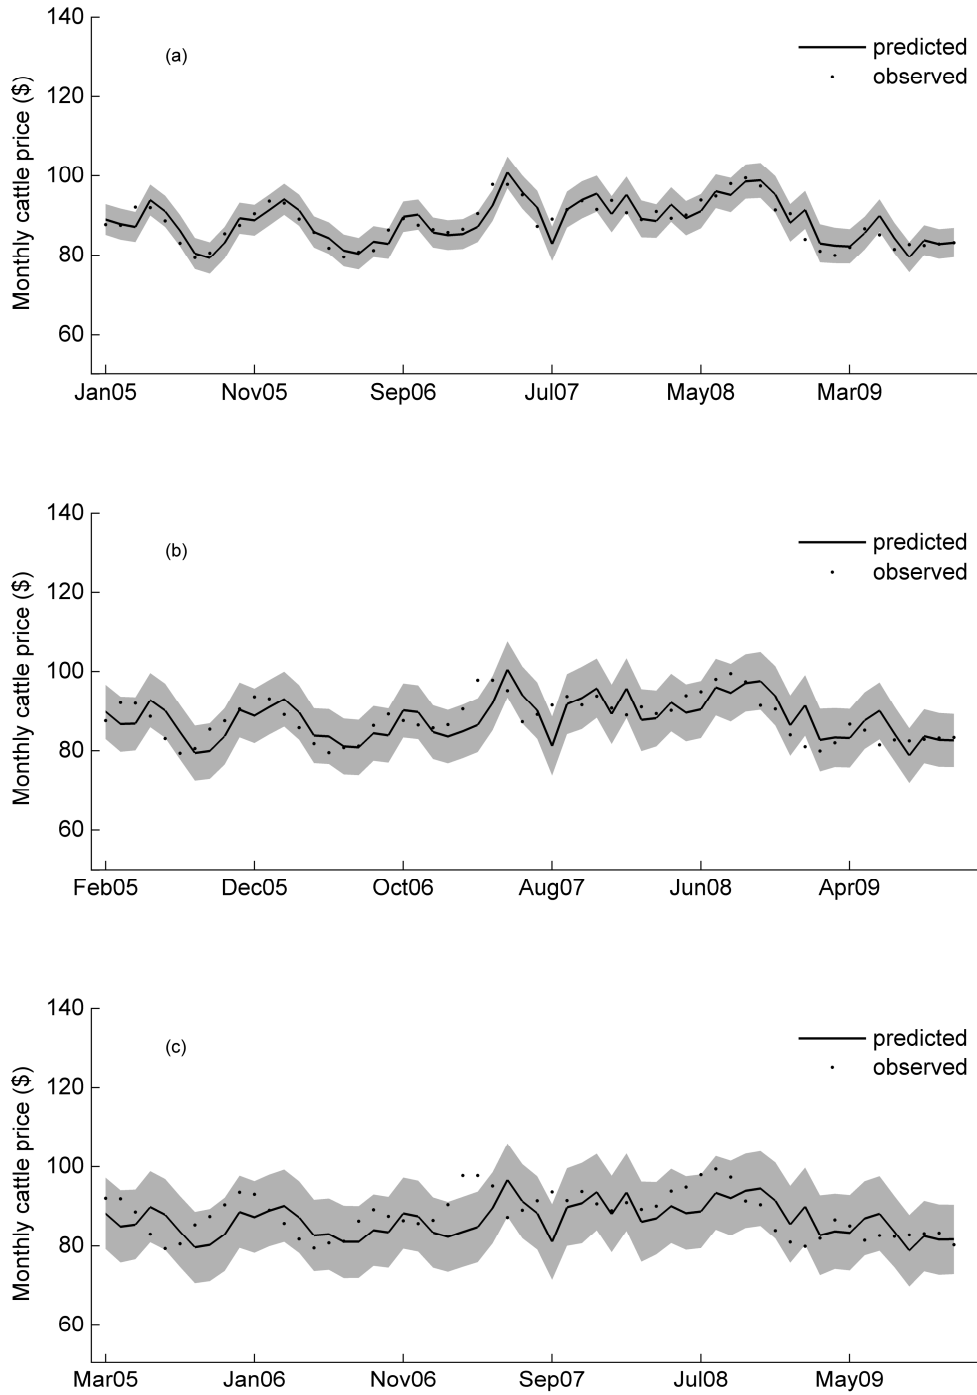 140
(a)
predicted
observed
120
100
80
60
Monthly cattle price ($)
Jan05 Nov05 Sep06 Jul07 May08 Mar09
140
(b)
predicted
observed
120
100
80
60
Monthly cattle price ($)
Feb05 Dec05 Oct06 Aug07 Jun08 Apr09
140
(c)
predicted
observed
120
100
80
60
Monthly cattle price ($)
Mar05 Jan06 Nov06 Sep07 Jul08 May09